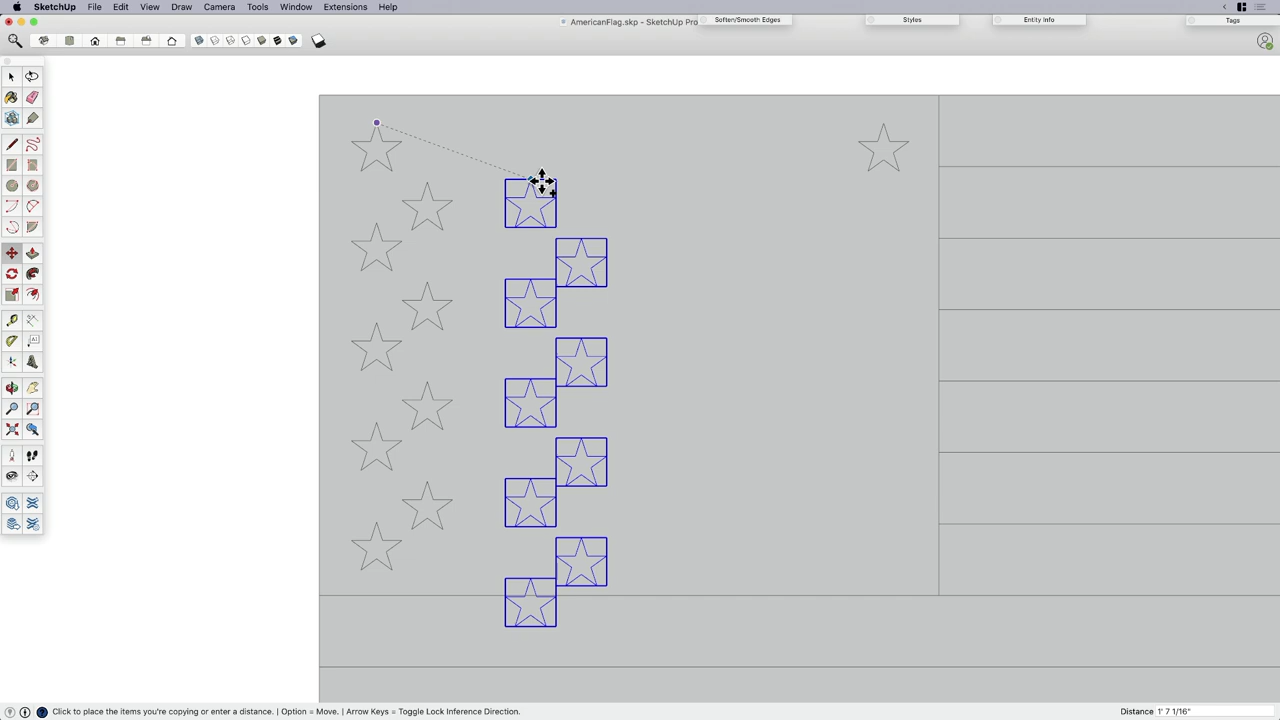 SketchUp File Edit View Draw Camera Tools Window Extensions Help
AmericanFlag.skp - SketchUp Pro
Soften/Smooth Edges
Styles
Entity Info
Tags
Click to place the items you're copying or enter a distance. | Option = Move. | Arrow Keys = Toggle Lock Inference Direction.
Distance 1' 7 1/16"